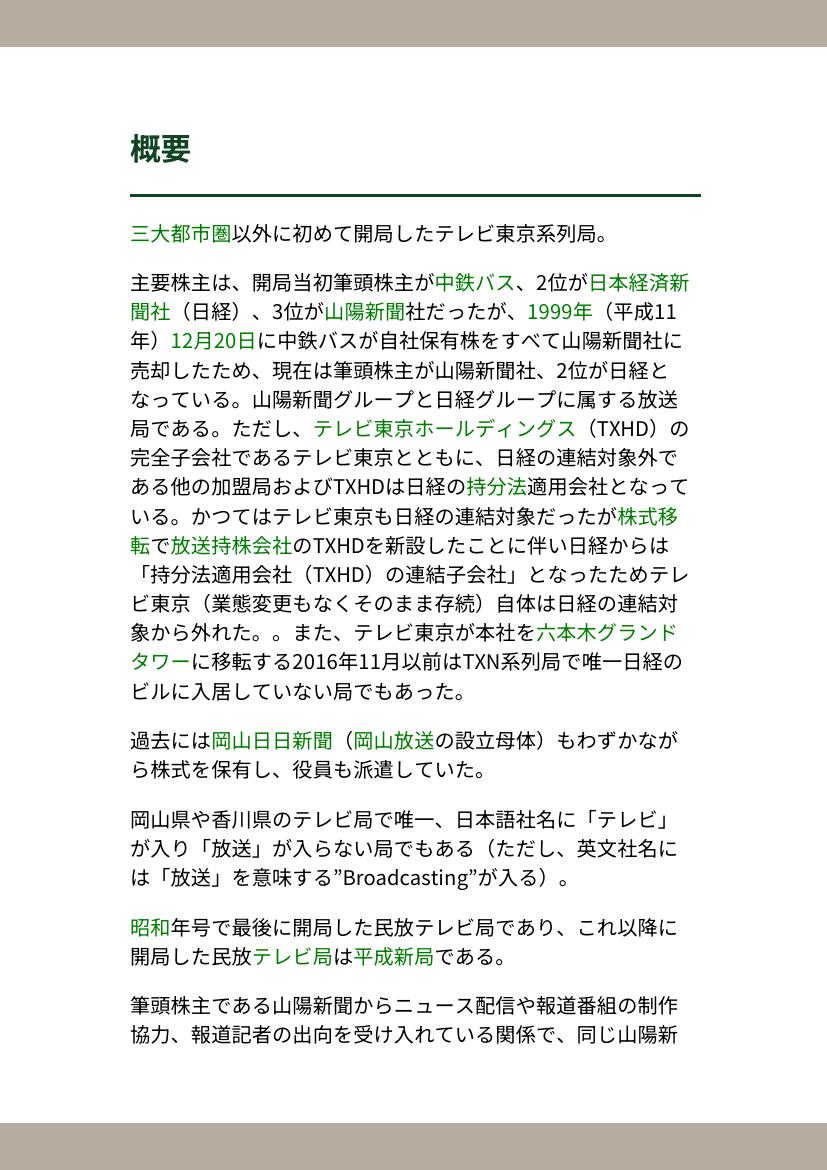 概要
三大都市圏以外に初めて開局したテレビ東京系列局。
主要株主は、開局当初筆頭株主が中鉄バス、2位が日本経済新
聞社（日経）、3位が山陽新聞社だったが、1999年（平成11
年）12月20日に中鉄バスが自社保有株をすべて山陽新聞社に
売却したため、現在は筆頭株主が山陽新聞社、2位が日経と
なっている。山陽新聞グループと日経グループに属する放送
局である。ただし、テレビ東京ホールディングス（TXHD）の
完全子会社であるテレビ東京とともに、日経の連結対象外で
ある他の加盟局およびTXHDは日経の持分法適用会社となって
いる。かつてはテレビ東京も日経の連結対象だったが株式移
転で放送持株会社のTXHDを新設したことに伴い日経からは
「持分法適用会社（TXHD）の連結子会社」となったためテレ
ビ東京（業態変更もなくそのまま存続）自体は日経の連結対
象から外れた。。また、テレビ東京が本社を六本木グランド
タワーに移転する2016年11月以前はTXN系列局で唯一日経の
ビルに入居していない局でもあった。
過去には岡山日日新聞（岡山放送の設立母体）もわずかなが
ら株式を保有し、役員も派遣していた。
岡山県や香川県のテレビ局で唯一、日本語社名に「テレビ」
が入り「放送」が入らない局でもある（ただし、英文社名に
は「放送」を意味する”Broadcasting”が入る）。
昭和年号で最後に開局した民放テレビ局であり、これ以降に
開局した民放テレビ局は平成新局である。
筆頭株主である山陽新聞からニュース配信や報道番組の制作
協力、報道記者の出向を受け入れている関係で、同じ山陽新